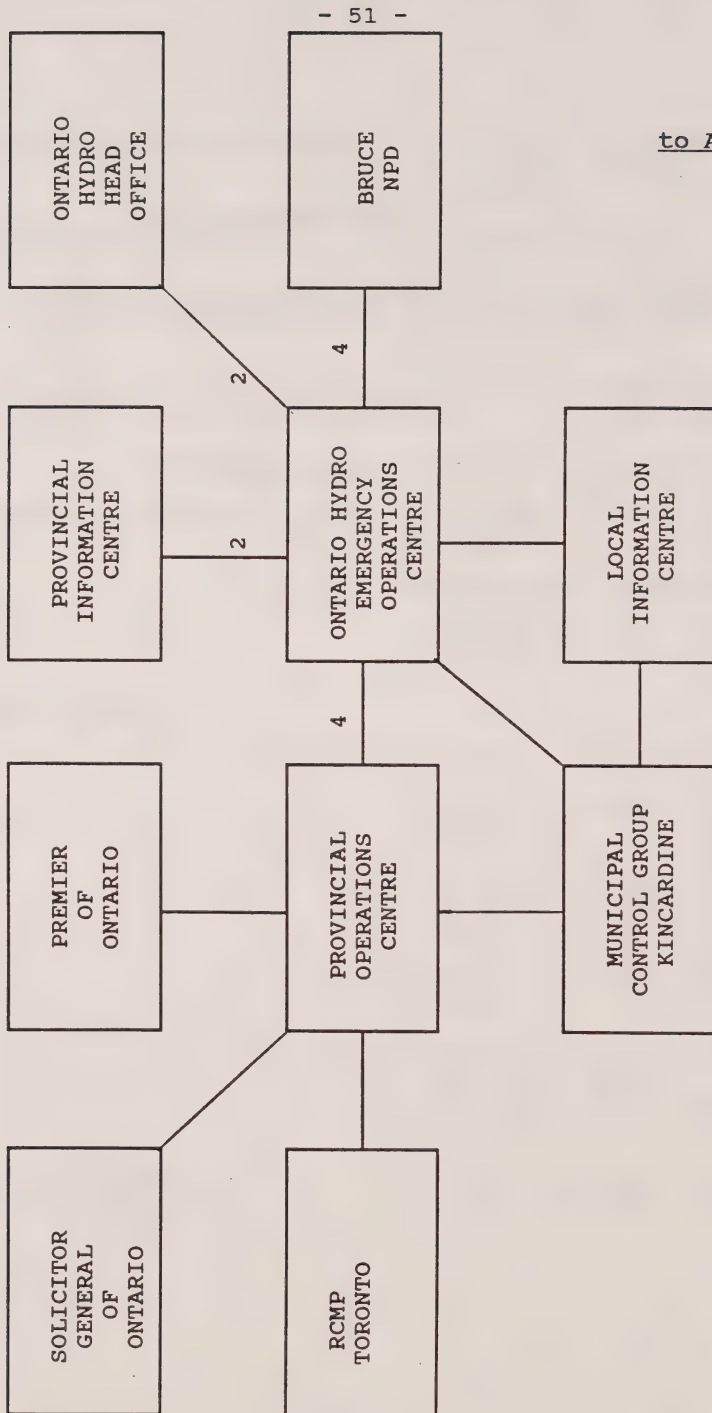 - 51 -
to A
SOLICITOR
GENERAL
OF
ONTARIO
PREMIER
OF
ONTARIO
PROVINCIAL
INFORMATION
CENTRE
ONTARIO
HYDRO
HEAD
OFFICE
2
2
RCMP
TORONTO
PROVINCIAL
OPERATIONS
CENTRE
4
ONTARIO HYDRO
EMERGENCY
OPERATIONS
CENTRE
4
BRUCE
NPD
MUNICIPAL
CONTROL GROUP
KINCARDINE
LOCAL
INFORMATION
CENTRE